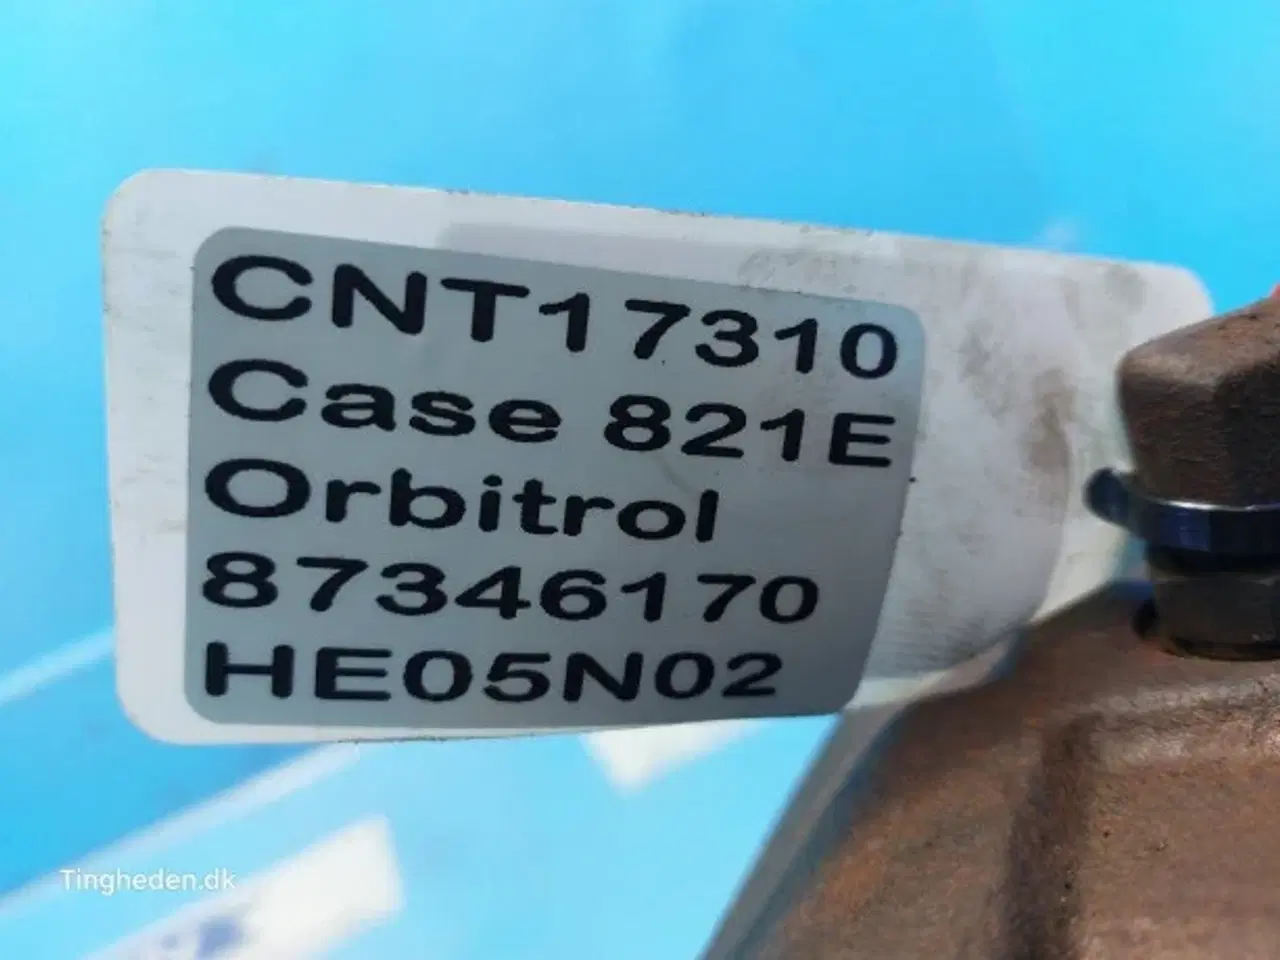 CNT17310
Case 821E
Orbitrol
87346170
HE05N02
Tingheden.dk